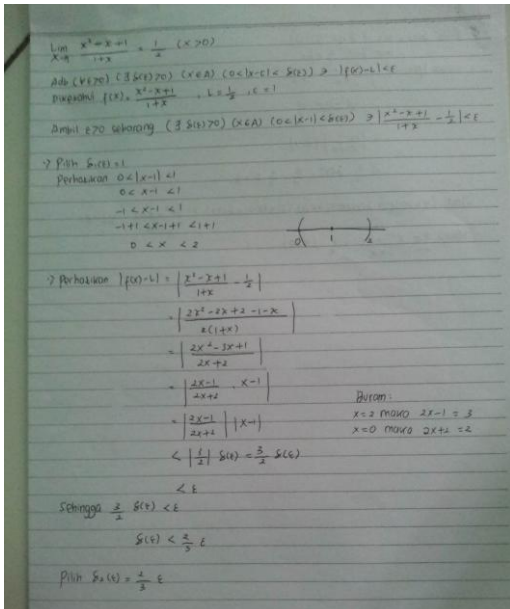 Lim x→1 x² - x + 1 / 1 + x = 1/2 (x > 0)
Adb (∀ε>0) (∃ δ(ε)>0) (x∈A) (0<|x-c|< δ(ε)) ⇒ |f(x)-L|<ε
Diketahui f(x) = x² - x + 1 / 1 + x , L = 1/2 , c = 1
Ambil ε>0 sebarang (∃ δ(ε)>0) (x∈A) (0<|x-1|< δ(ε)) ⇒ |x² - x + 1 / 1 + x - 1/2| < ε
→ Pilih δ₁(ε) = 1
Perhatikan 0<|x-1|<1
0 < x-1 < 1
-1 < x-1 < 1
-1+1 < x-1+1 < 1+1
0 < x < 2
0 1 2
→ Perhatikan |f(x)-L| = |x² - x + 1 / 1 + x - 1/2|
= |2x² - 2x + 2 - 1 - x / 2(1+x)|
= |2x² - 3x + 1 / 2x + 2|
= |2x-1 / 2x+2 . x-1|
= |2x-1 / 2x+2| |x-1|
Buram :
x=2 maka 2x-1 = 3
x=0 maka 2x+2 = 2
< |3/2| δ(ε) = 3/2 δ(ε)
< ε
Sehingga 3/2 δ(ε) < ε
δ(ε) < 2/3 ε
Pilih δ₂(ε) = 2/3 ε